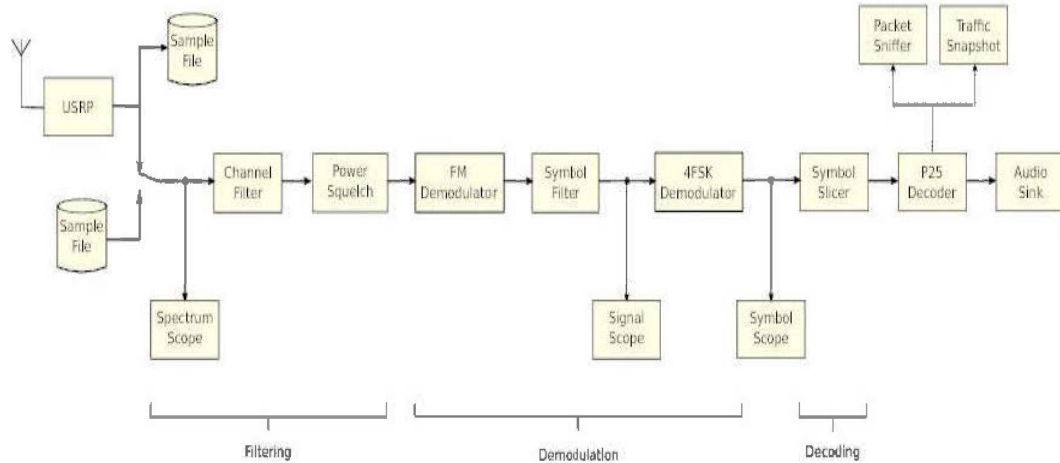 Sample
File
Packet
Sniffer
Traffic
Snapshot
USRP
Channel
Filter
Power
Squelch
FM
Demodulator
Symbol
Filter
4FSK
Demodulator
Symbol
Slicer
P25
Decoder
Audio
Sink
Sample
File
Spectrum
Scope
Signal
Scope
Symbol
Scope
Filtering
Demodulation
Decoding